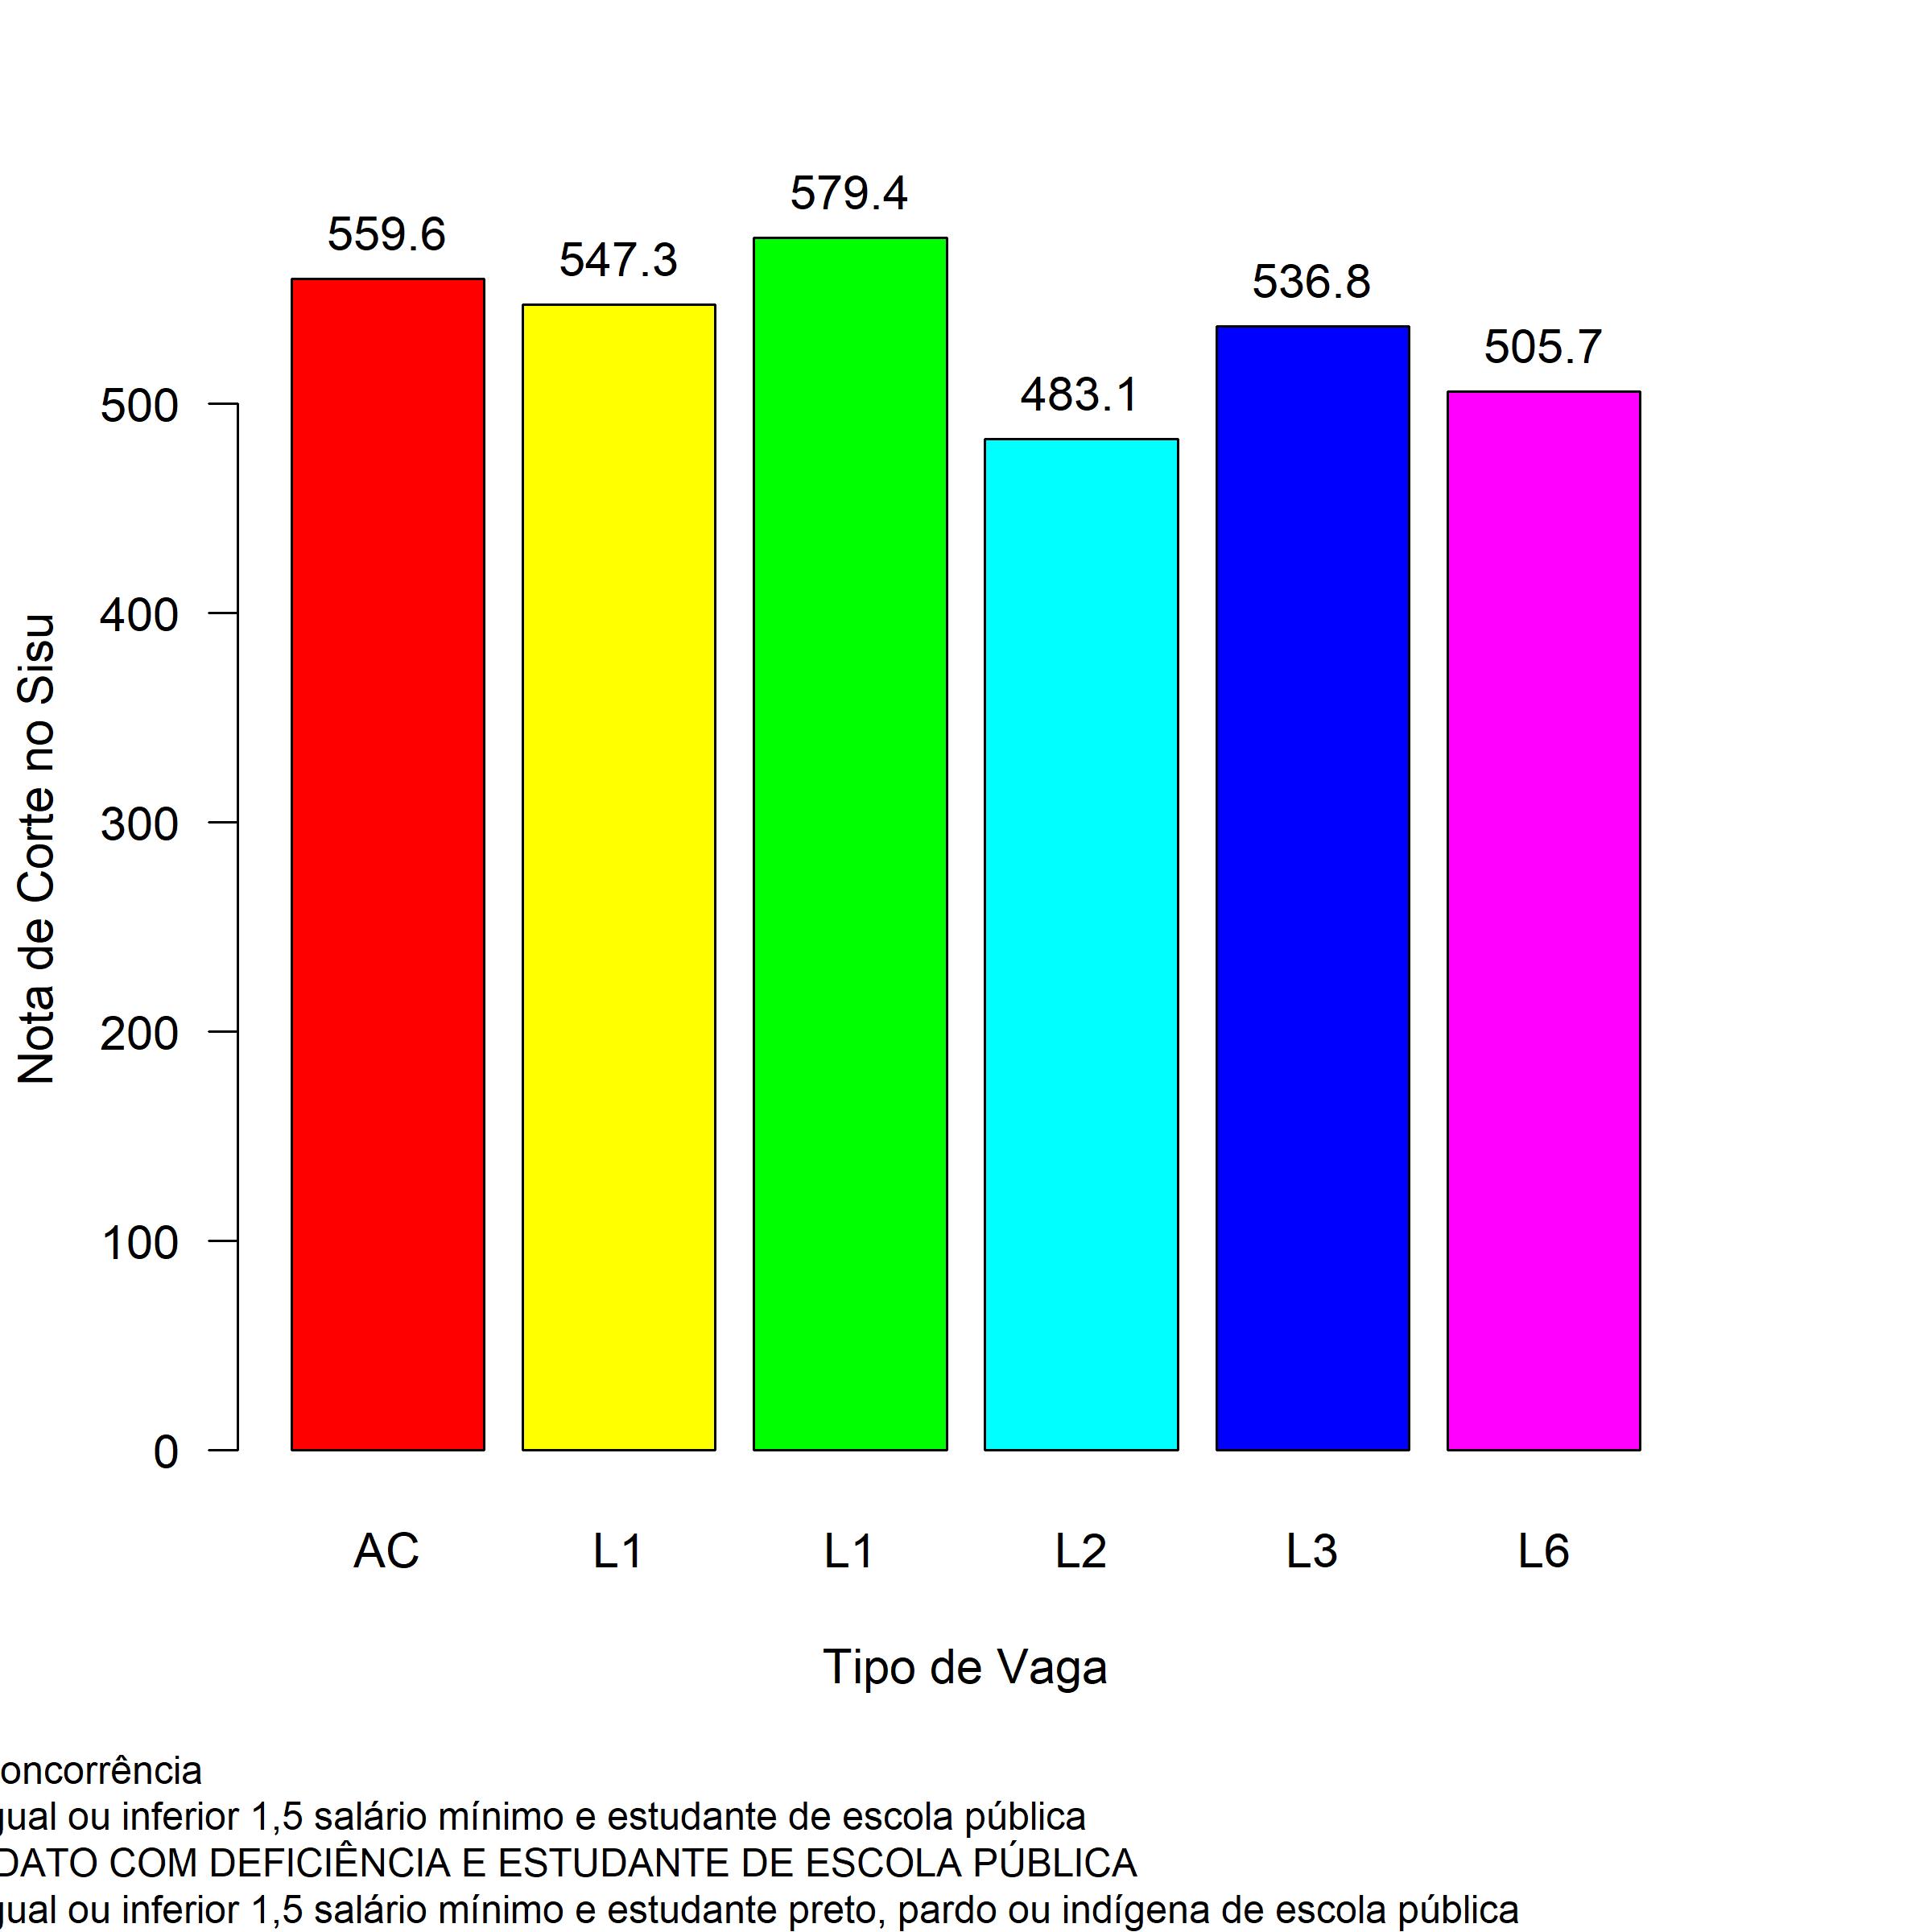 579.4
559.6
547.3
536.8
505.7
483.1
500
400
300
200
100
0
Nota de Corte no Sisu
AC L1 L1 L2 L3 L6
Tipo de Vaga
oncorrência
gual ou inferior 1,5 salário mínimo e estudante de escola pública
DATO COM DEFICIÊNCIA E ESTUDANTE DE ESCOLA PÚBLICA
gual ou inferior 1,5 salário mínimo e estudante preto, pardo ou indígena de escola pública